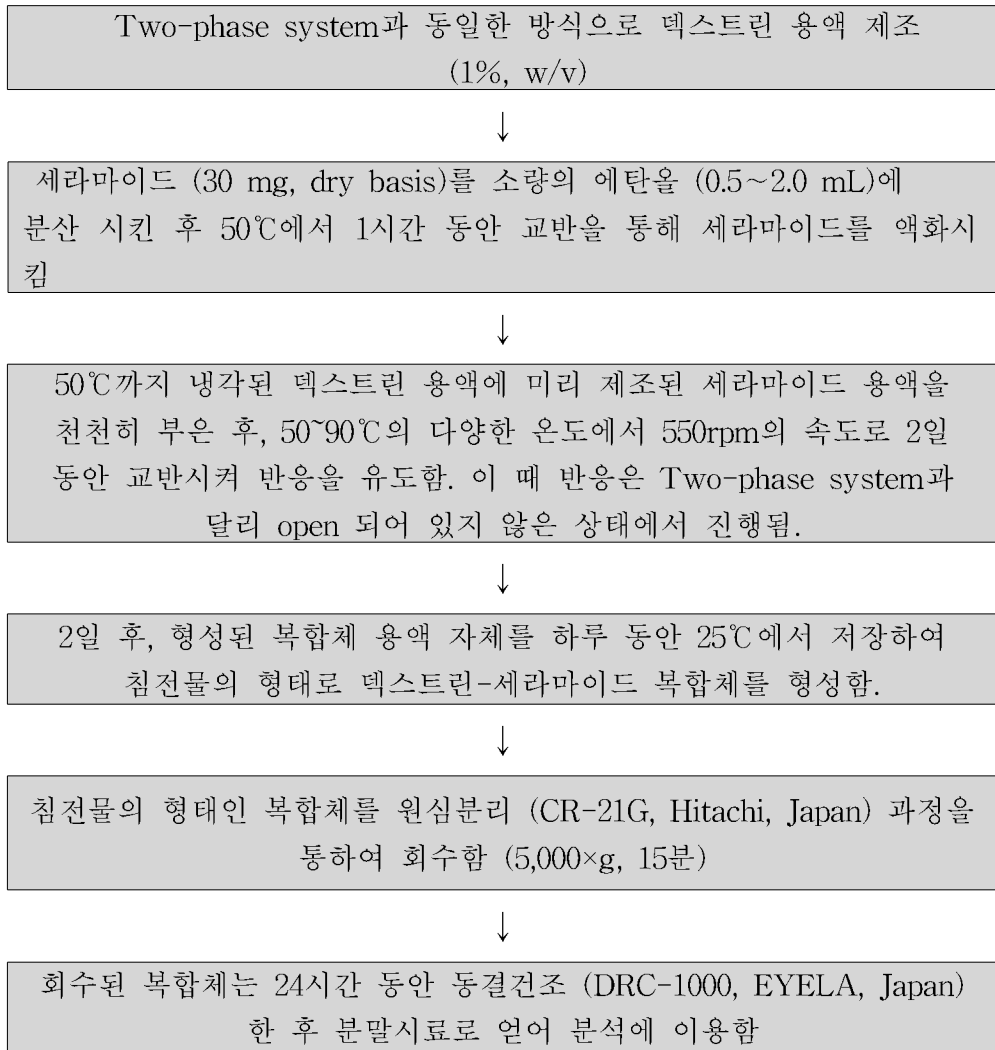 Two-phase system과 동일한 방식으로 덱스트린 용액 제조
(1%, w/v)
↓
세라마이드 (30 mg, dry basis)를 소량의 에탄올 (0.5~2.0 mL)에
분산 시킨 후 50℃에서 1시간 동안 교반을 통해 세라마이드를 액화시
킴
↓
50℃까지 냉각된 덱스트린 용액에 미리 제조된 세라마이드 용액을
천천히 부은 후, 50~90℃의 다양한 온도에서 550rpm의 속도로 2일
동안 교반시켜 반응을 유도함. 이 때 반응은 Two-phase system과
달리 open 되어 있지 않은 상태에서 진행됨.
↓
2일 후, 형성된 복합체 용액 자체를 하루 동안 25℃에서 저장하여
침전물의 형태로 덱스트린-세라마이드 복합체를 형성함.
↓
침전물의 형태인 복합체를 원심분리 (CR-21G, Hitachi, Japan) 과정을
통하여 회수함 (5,000×g, 15분)
↓
회수된 복합체는 24시간 동안 동결건조 (DRC-1000, EYELA, Japan)
한 후 분말시료로 얻어 분석에 이용함